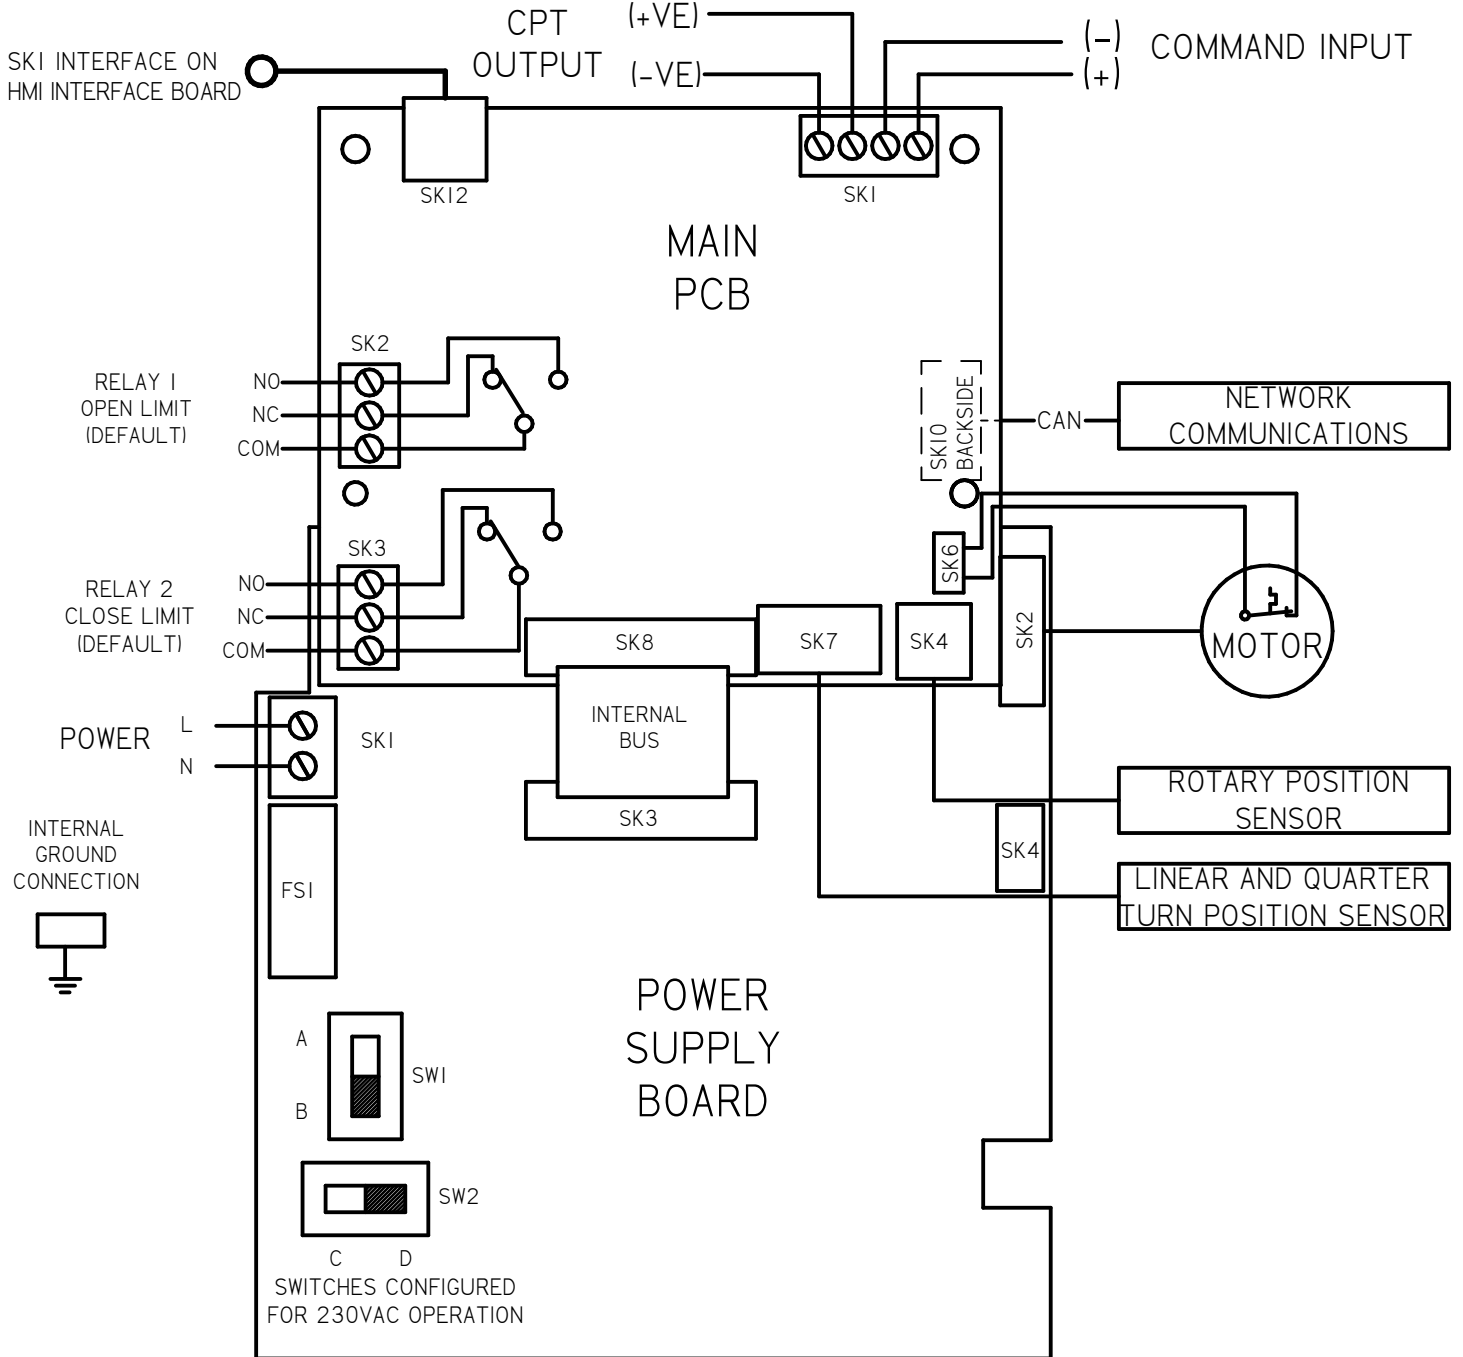 CPT
OUTPUT
(+VE)
(-VE)
(-)
(+)
COMMAND INPUT
SK1 INTERFACE ON
HMI INTERFACE BOARD
SK12
SK1
MAIN
PCB
SK2
RELAY 1
OPEN LIMIT
(DEFAULT)
NO
NC
COM
SK10
BACKSIDE
CAN
NETWORK
COMMUNICATIONS
SK3
RELAY 2
CLOSE LIMIT
(DEFAULT)
NO
NC
COM
SK6
SK8
SK7
SK4
SK2
MOTOR
POWER
L
N
SK1
INTERNAL
BUS
SK3
ROTARY POSITION
SENSOR
SK4
LINEAR AND QUARTER
TURN POSITION SENSOR
INTERNAL
GROUND
CONNECTION
FS1
POWER
SUPPLY
BOARD
A
B
SW1
SW2
C D
SWITCHES CONFIGURED
FOR 230VAC OPERATION